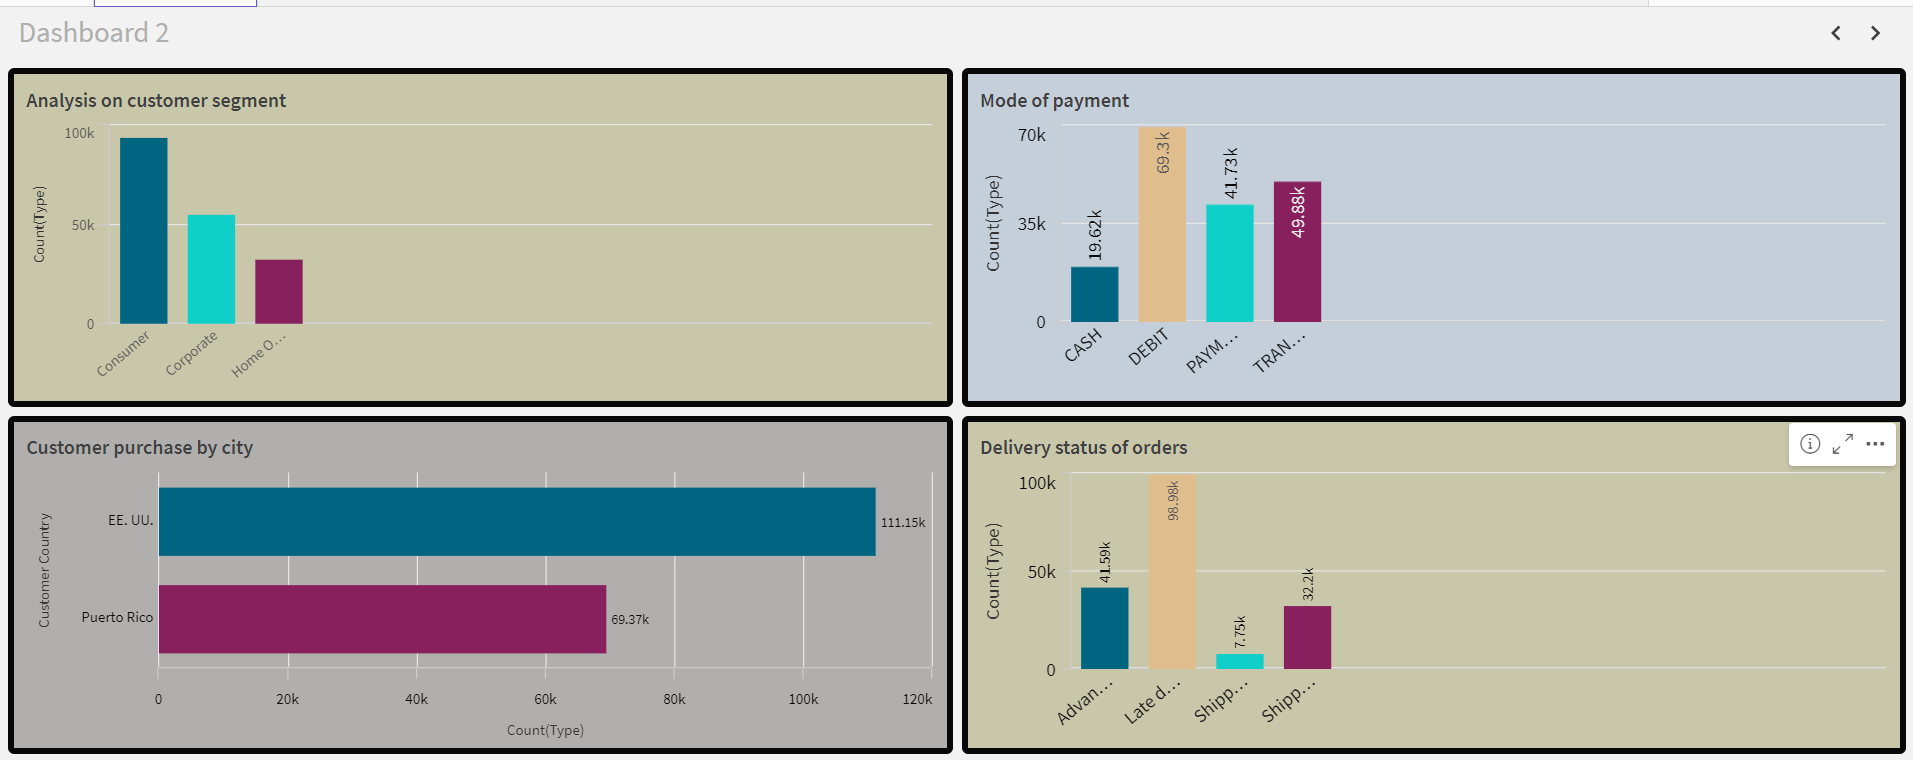 Dashboard 2
Analysis on customer segment
Count(Type)
100k
50k
0
Consumer
Corporate
Home O...
Mode of payment
Count(Type)
70k
35k
0
19.62k
69.3k
41.73k
49.88k
CASH
DEBIT
PAYM...
TRAN...
Customer purchase by city
Customer Country
EE. UU.
111.15k
Puerto Rico
69.37k
0
20k
40k
60k
80k
100k
120k
Count(Type)
Delivery status of orders
Count(Type)
100k
50k
0
41.59k
98.98k
7.75k
32.2k
Advan...
Late d...
Shipp...
Shipp...